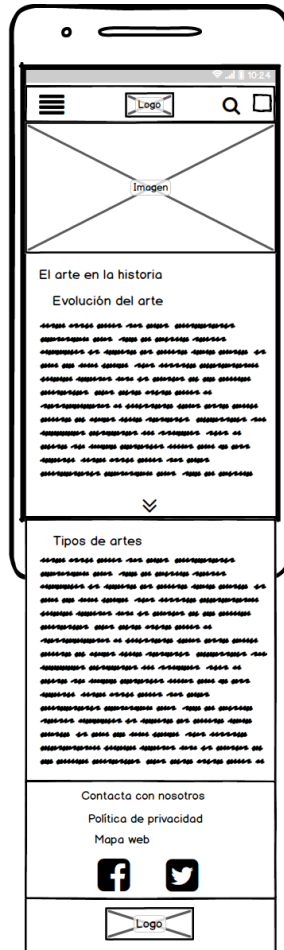 10:24
Logo
Imagen
El arte en la historia
Evolución del arte
Tipos de artes
Contacta con nosotros
Política de privacidad
Mapa web
Logo